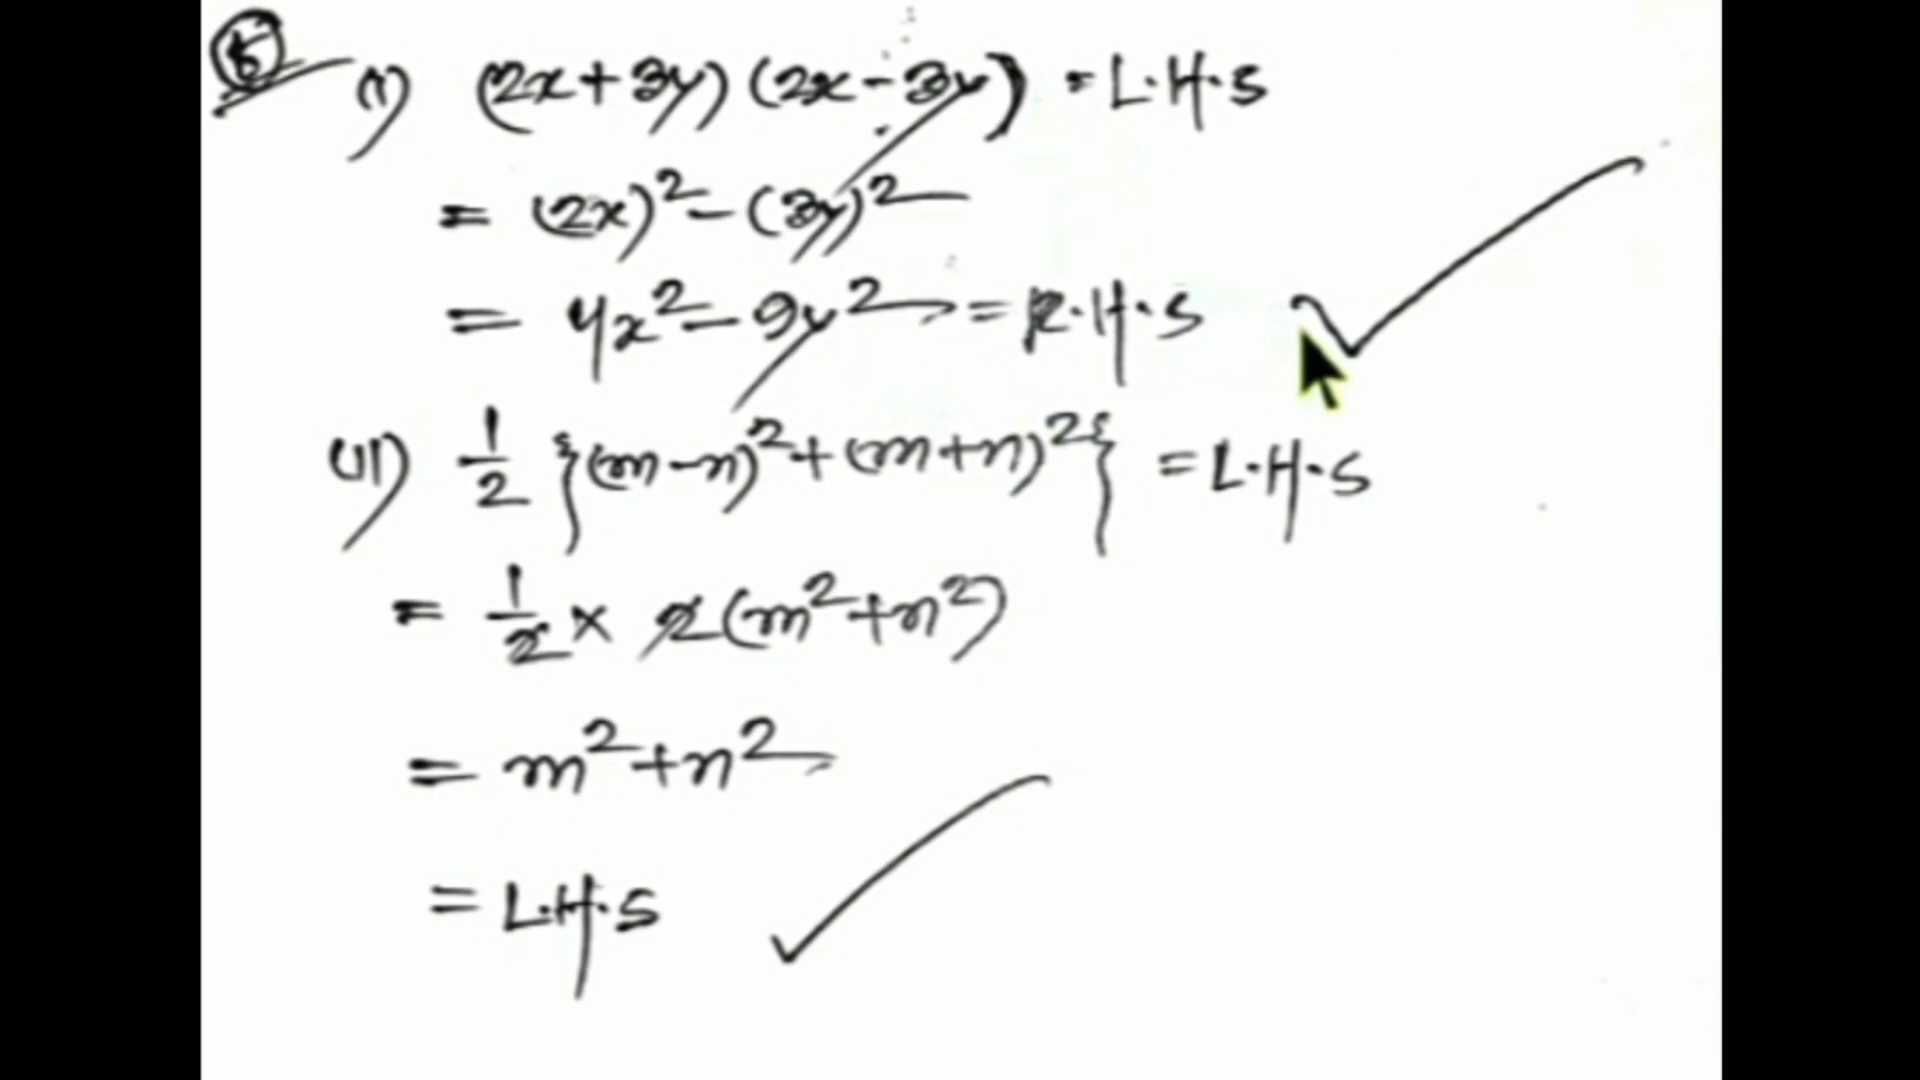 5
(i) (2x+3y) (2x-3y) = L.H.S
= (2x)² - (3y)²
= 4x² - 9y² = R.H.S
(ii) 1/2 {(m-n)² + (m+n)²} = L.H.S
= 1/2 × 2(m²+n²)
= m²+n²
= L.H.S